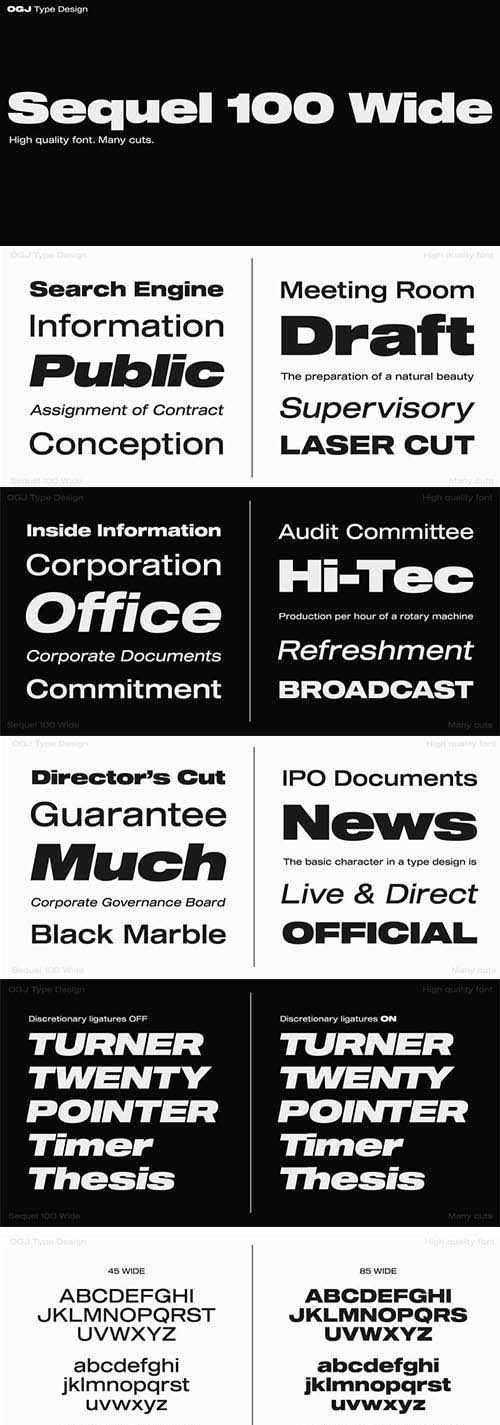 OGJ Type Design
Sequel 100 Wide
High quality font. Many cuts.
OGJ Type Design
High quality font
Search Engine
Information
Public
Assignment of Contract
Conception
Meeting Room
Draft
The preparation of a natural beauty
Supervisory
LASER CUT
Sequel 100 Wide
Many cuts
OGJ Type Design
High quality font
Inside Information
Corporation
Office
Corporate Documents
Commitment
Audit Committee
Hi-Tec
Production per hour of a rotary machine
Refreshment
BROADCAST
Sequel 100 Wide
Many cuts
OGJ Type Design
High quality font
Director's Cut
Guarantee
Much
Corporate Governance Board
Black Marble
IPO Documents
News
The basic character in a type design is
Live & Direct
OFFICIAL
Sequel 100 Wide
Many cuts
OGJ Type Design
High quality font
Discretionary ligatures OFF
TURNER
TWENTY
POINTER
Timer
Thesis
Discretionary ligatures ON
TURNER
TWENTY
POINTER
Timer
Thesis
Sequel 100 Wide
Many cuts
OGJ Type Design
High quality font
45 WIDE
ABCDEFGHI
JKLMNOPQRST
UVWXYZ
abcdefghi
jklmnopqrst
uvwxyz
85 WIDE
ABCDEFGHI
JKLMNOPQRS
UVWXYZ
abcdefghi
jklmnopqrst
uvwxyz